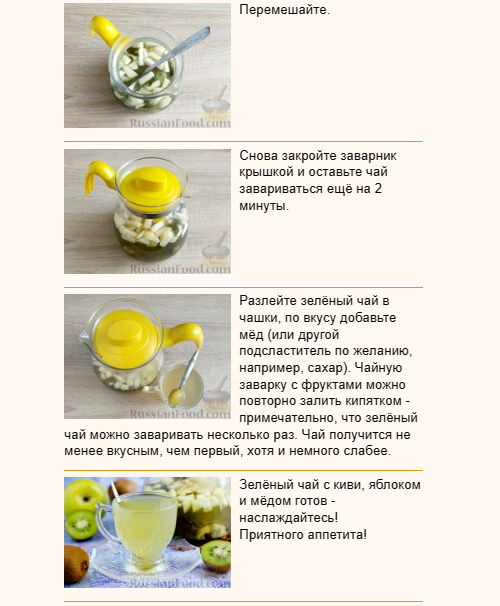 Перемешайте.
RussianFood.com
Снова закройте заварник
крышкой и оставьте чай
завариваться ещё на 2
минуты.
RussianFood.com
Разлейте зелёный чай в
чашки, по вкусу добавьте
мёд (или другой
подсластитель по желанию,
например, сахар). Чайную
заварку с фруктами можно
повторно залить кипятком -
RussianFood.com
примечательно, что зелёный
чай можно заваривать несколько раз. Чай получится не
менее вкусным, чем первый, хотя и немного слабее.
Зелёный чай с киви, яблоком
и мёдом готов -
наслаждайтесь!
Приятного аппетита!
RussianFood.com